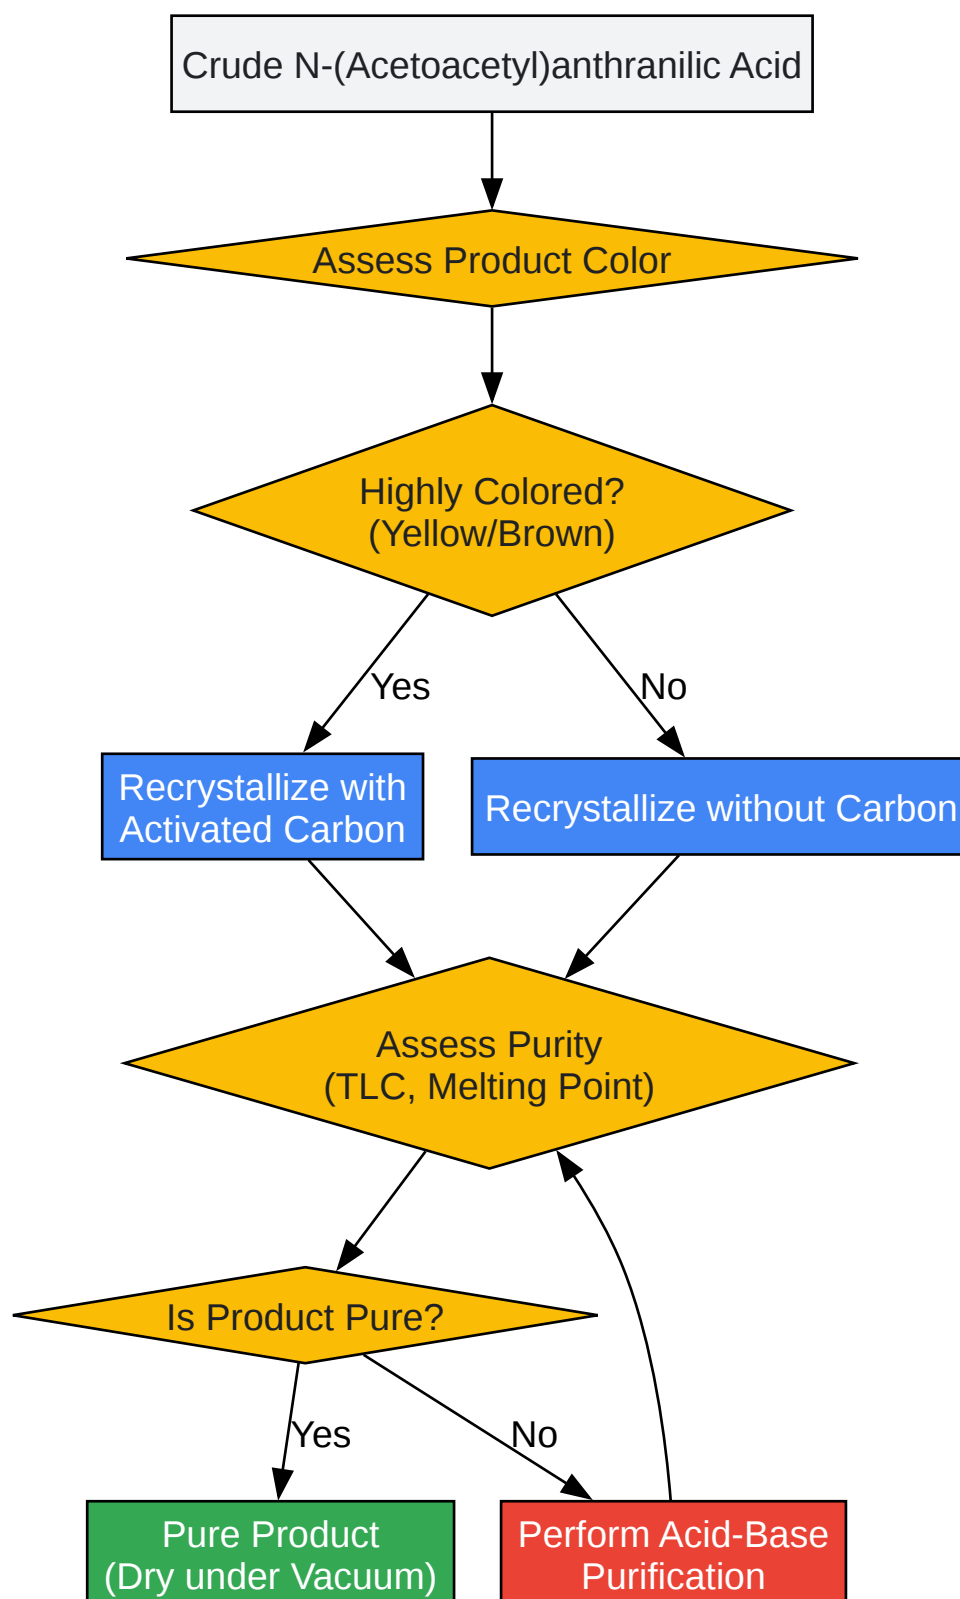 Crude N-(Acetoacetyl)anthranilic Acid
Assess Product Color
Highly Colored?
(Yellow/Brown)
Yes
No
Recrystallize with
Activated Carbon
Recrystallize without Carbon
Assess Purity
(TLC, Melting Point)
Is Product Pure?
Yes
No
Pure Product
(Dry under Vacuum)
Perform Acid-Base
Purification